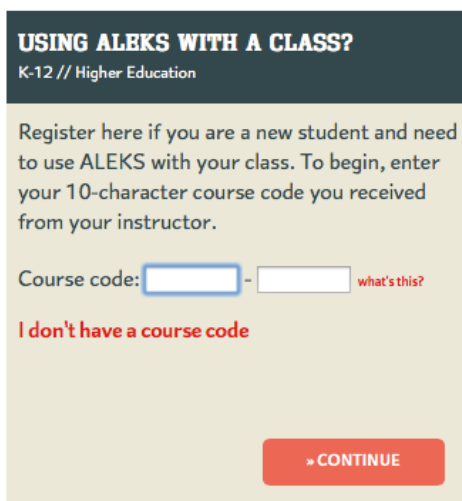 USING ALEKS WITH A CLASS?
K-12 // Higher Education
Register here if you are a new student and need
to use ALEKS with your class. To begin, enter
your 10-character course code you received
from your instructor.
Course code: - what's this?
I don't have a course code
» CONTINUE